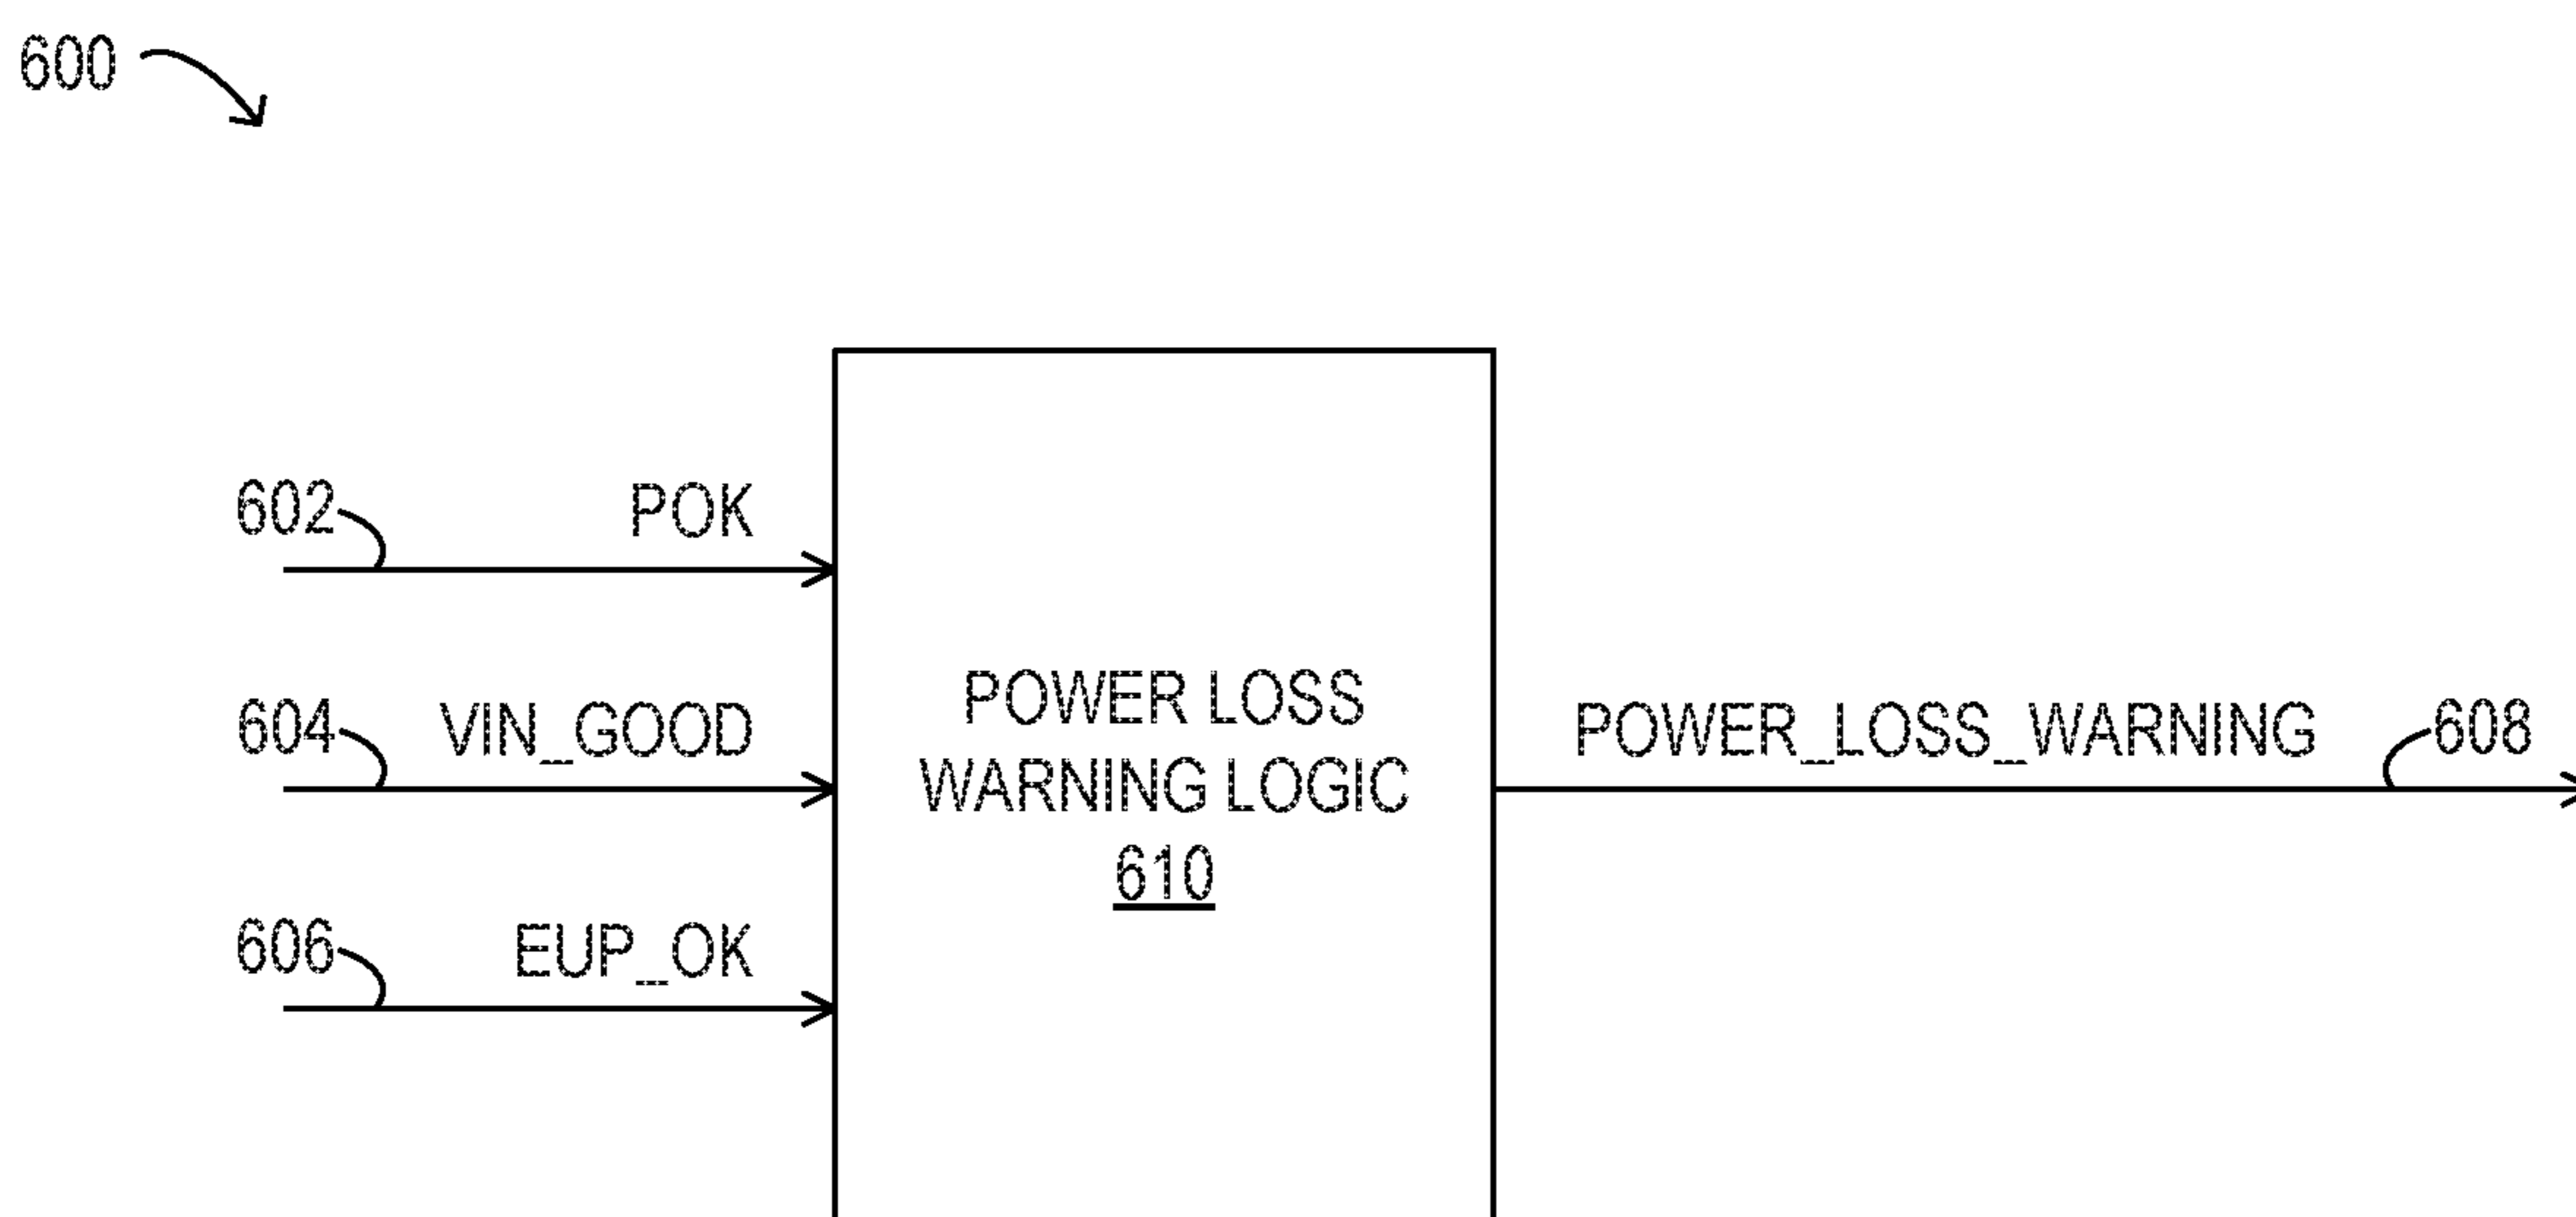 600
602 POK
604 VIN_GOOD
606 EUP_OK
POWER LOSS
WARNING LOGIC
610
POWER_LOSS_WARNING 608